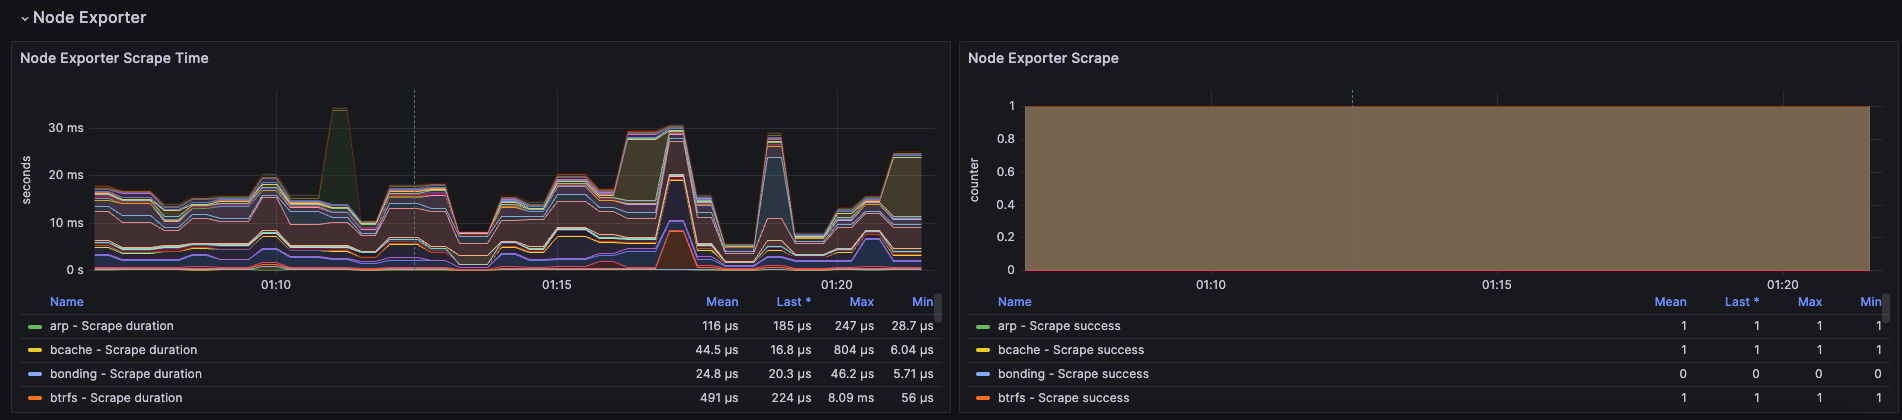 Node Exporter
Node Exporter Scrape Time
seconds
30 ms
20 ms
10 ms
0 s
01:10 01:15 01:20
Name Mean Last * Max Min
arp - Scrape duration 116 µs 185 µs 247 µs 28.7 µs
bcache - Scrape duration 44.5 µs 16.8 µs 804 µs 6.04 µs
bonding - Scrape duration 24.8 µs 20.3 µs 46.2 µs 5.71 µs
btrfs - Scrape duration 491 µs 224 µs 8.09 ms 56 µs
Node Exporter Scrape
counter
1
0.8
0.6
0.4
0.2
0
01:10 01:15 01:20
Name Mean Last * Max Min
arp - Scrape success 1 1 1 1
bcache - Scrape success 1 1 1 1
bonding - Scrape success 0 0 0 0
btrfs - Scrape success 1 1 1 1